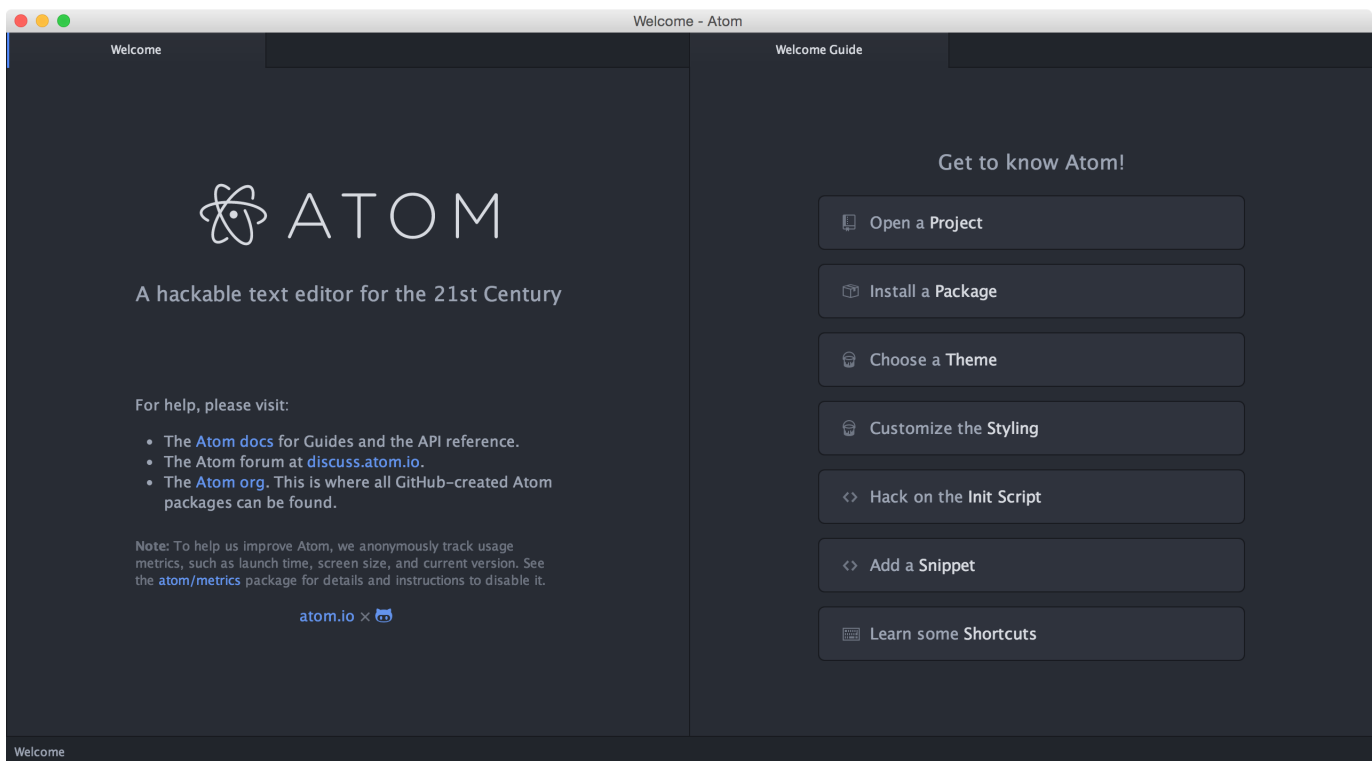 Welcome - Atom
Welcome
Welcome Guide
ATOM
A hackable text editor for the 21st Century
For help, please visit:
• The Atom docs for Guides and the API reference.
• The Atom forum at discuss.atom.io.
• The Atom org. This is where all GitHub-created Atom
packages can be found.
Note: To help us improve Atom, we anonymously track usage
metrics, such as launch time, screen size, and current version. See
the atom/metrics package for details and instructions to disable it.
atom.io ×
Get to know Atom!
Open a Project
Install a Package
Choose a Theme
Customize the Styling
Hack on the Init Script
Add a Snippet
Learn some Shortcuts
Welcome